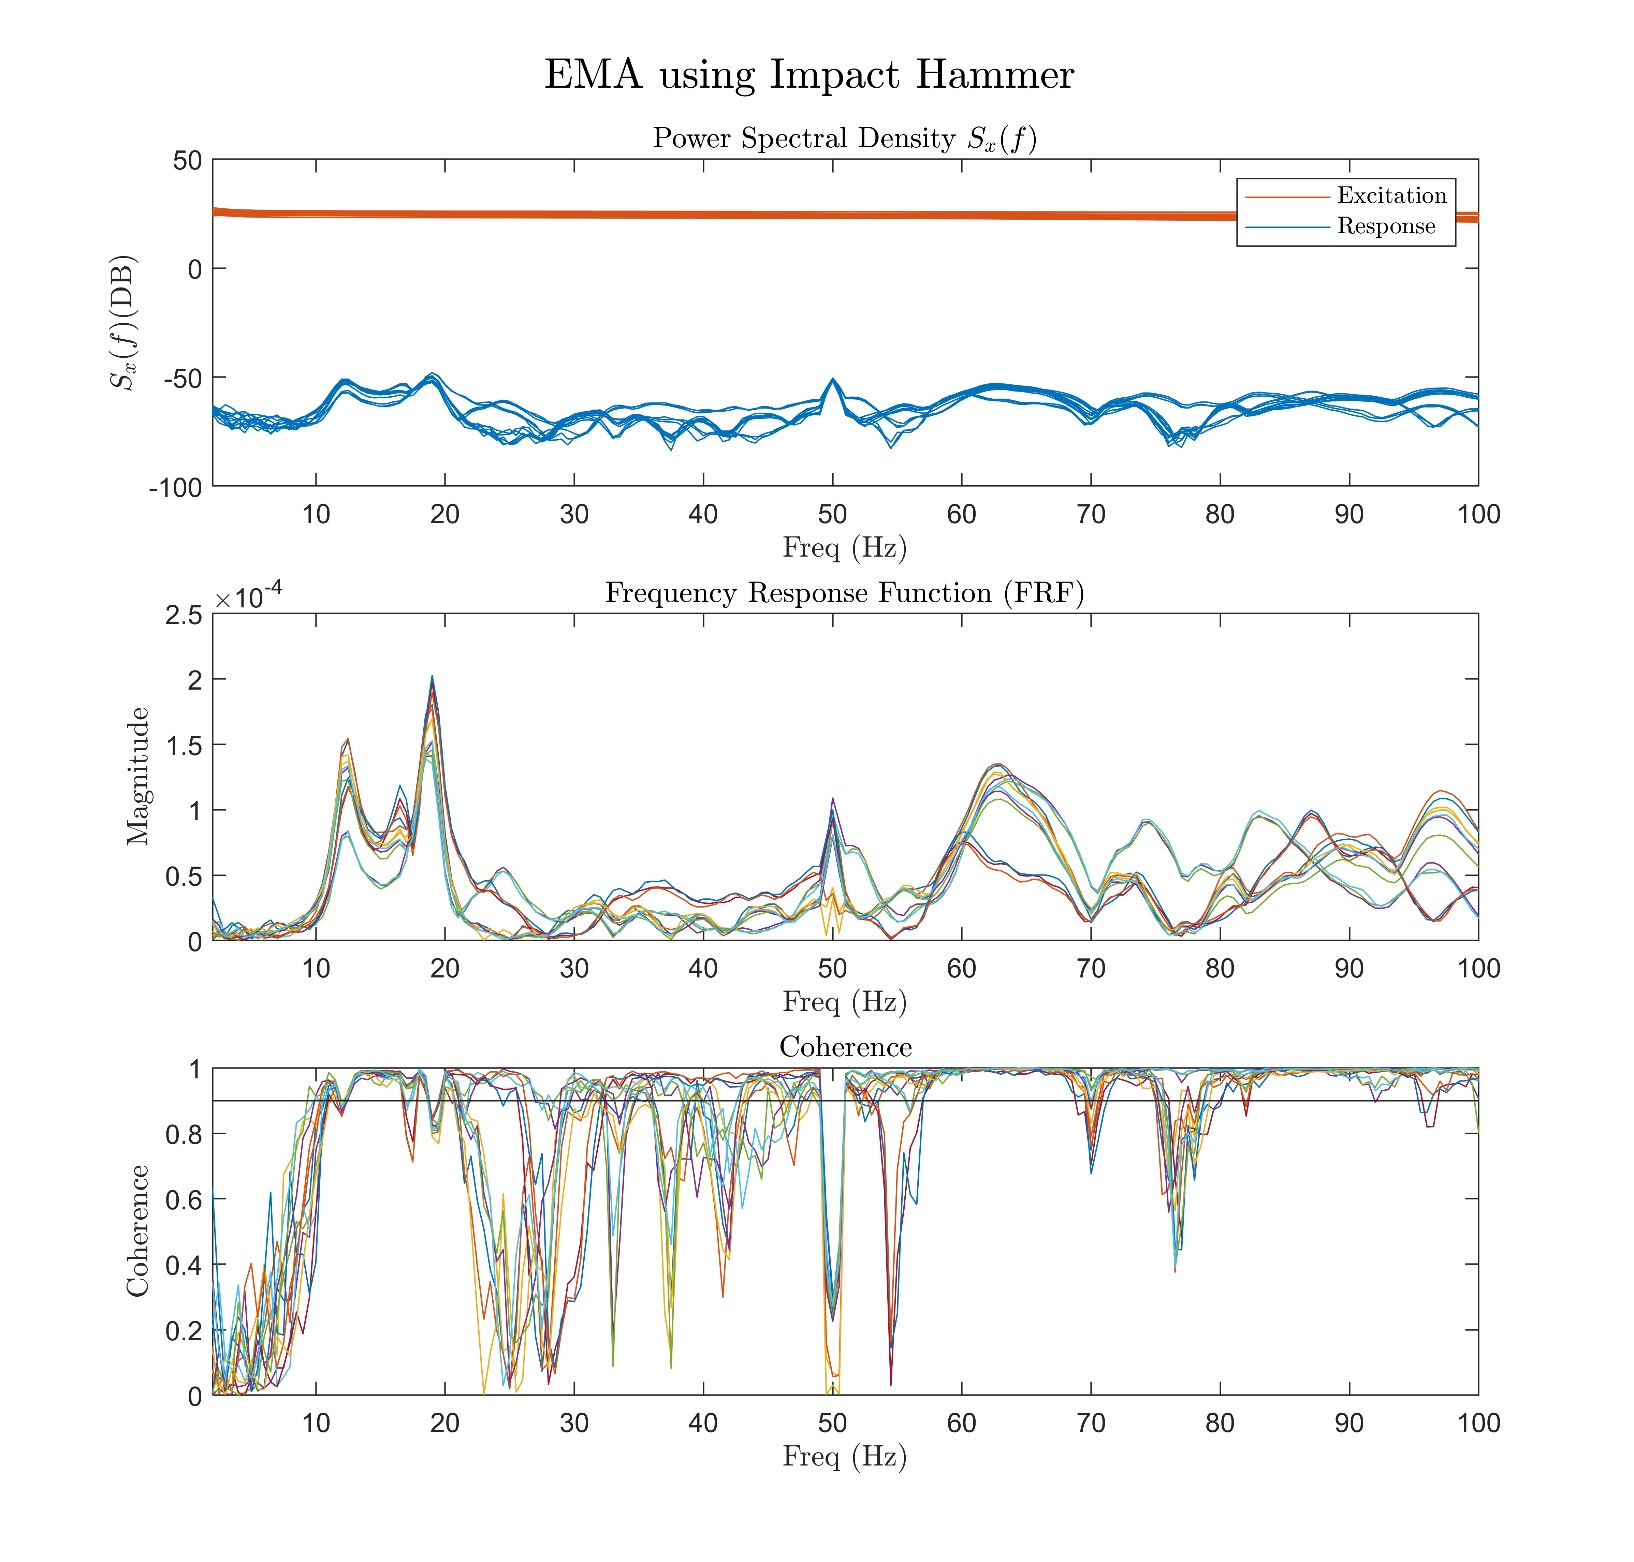 EMA using Impact Hammer
Power Spectral Density Sₓ(f)
50
0
-50
-100
Sₓ(f)(DB)
Excitation
Response
10 20 30 40 50 60 70 80 90 100
Freq (Hz)
×10⁻⁴
Frequency Response Function (FRF)
2.5
2
1.5
1
0.5
0
Magnitude
10 20 30 40 50 60 70 80 90 100
Freq (Hz)
Coherence
1
0.8
0.6
0.4
0.2
0
Coherence
10 20 30 40 50 60 70 80 90 100
Freq (Hz)